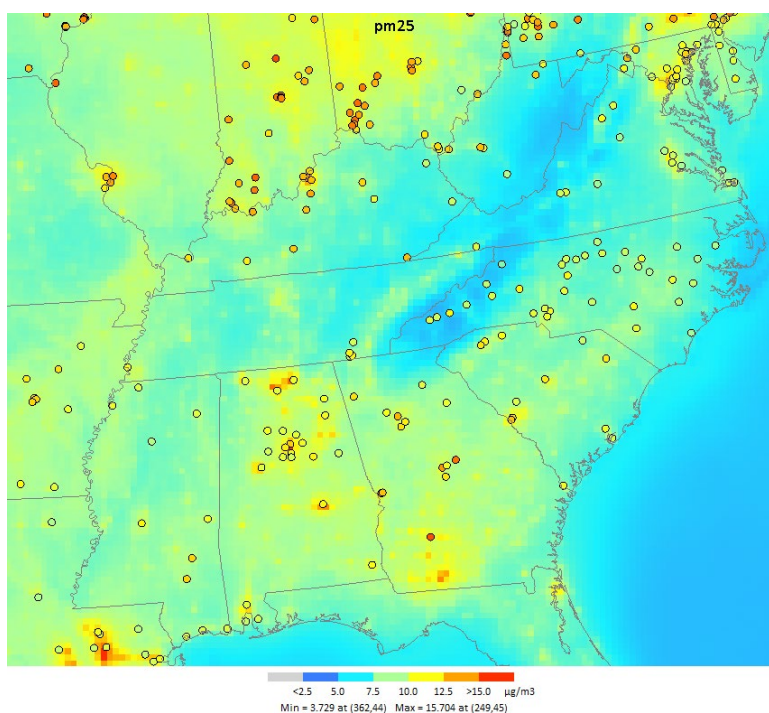 pm25
<2.5 5.0 7.5 10.0 12.5 >15.0 µg/m3
Min = 3.729 at (362,44) Max = 15.704 at (249,45)